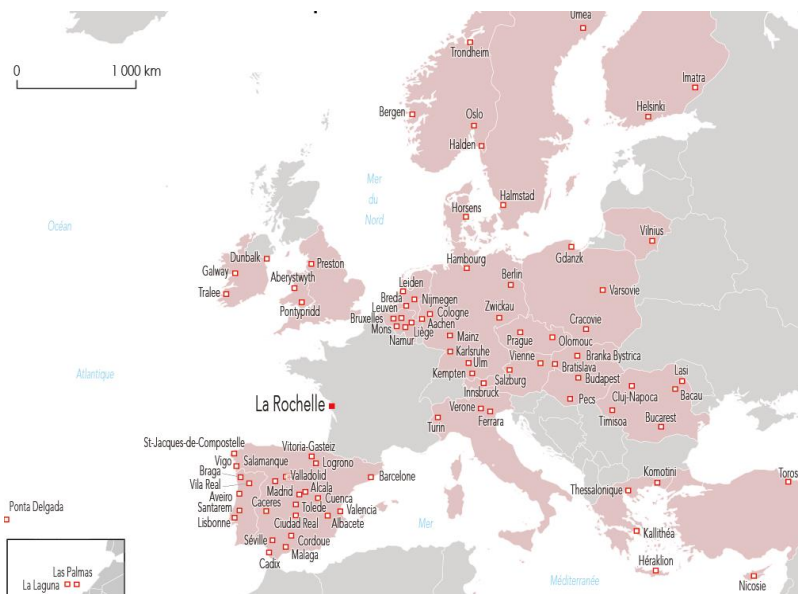 Umea
Trondheim
0
1 000 km
Imatra
Bergen
Oslo
Helsinki
Halden
Mer
du
Nord
Halmstad
Horsens
Océan
Vilnius
Dunbalk
Preston
Hambourg
Gdanzk
Galway
Aberystwyth
Leiden
Berlin
Tralee
Breda
Nijmegen
Varsovie
Pontypridd
Leuven
Cologne
Zwickau
Bruxelles
Aachen
Cracovie
Mons
Liège
Namur
Mainz
Prague
Olomouc
Karlsruhe
Vienne
Branka Bystrica
Ulm
Bratislava
Atlantique
Kempten
Salzburg
Budapest
Lasi
Innsbruck
Cluj-Napoca
Bacau
La Rochelle
Verone
Pecs
Turin
Ferrara
Timisoa
Bucarest
St-Jacques-de-Compostelle
Vitoria-Gasteiz
Vigo
Salamanque
Logrono
Braga
Valladolid
Barcelone
Komotini
Toros
Vila Real
Alcala
Thessalonique
Aveiro
Madrid
Cuenca
Ponta Delgada
Santarem
Caceres
Tolede
Valencia
Lisbonne
Ciudad Real
Albacete
Mer
Kallithéa
Séville
Cordoue
Cadix
Malaga
Héraklion
Las Palmas
La Laguna
Méditerranée
Nicosie